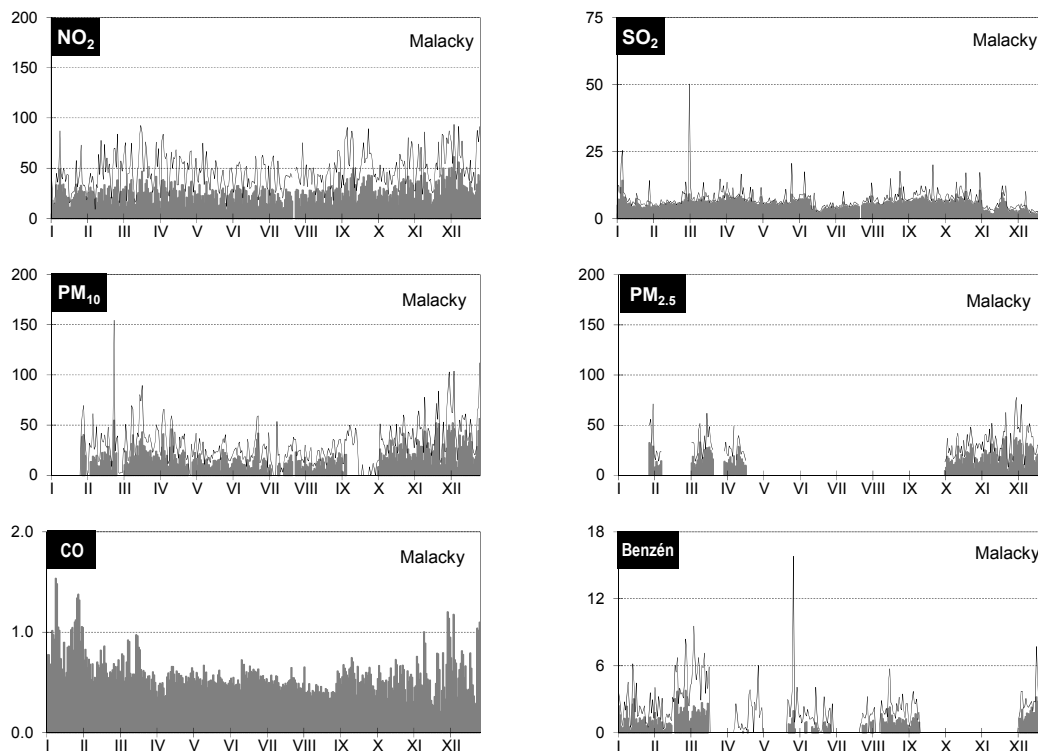 NO₂
Malacky
200
150
100
50
0
I II III IV V VI VII VIII IX X XI XII
SO₂
Malacky
75
50
25
0
I II III IV V VI VII VIII IX X XI XII
PM₁₀
Malacky
200
150
100
50
0
I II III IV V VI VII VIII IX X XI XII
PM₂.₅
Malacky
200
150
100
50
0
I II III IV V VI VII VIII IX X XI XII
CO
Malacky
2.0
1.0
0.0
I II III IV V VI VII VIII IX X XI XII
Benzén
Malacky
18
12
6
0
I II III IV V VI VII VIII IX X XI XII